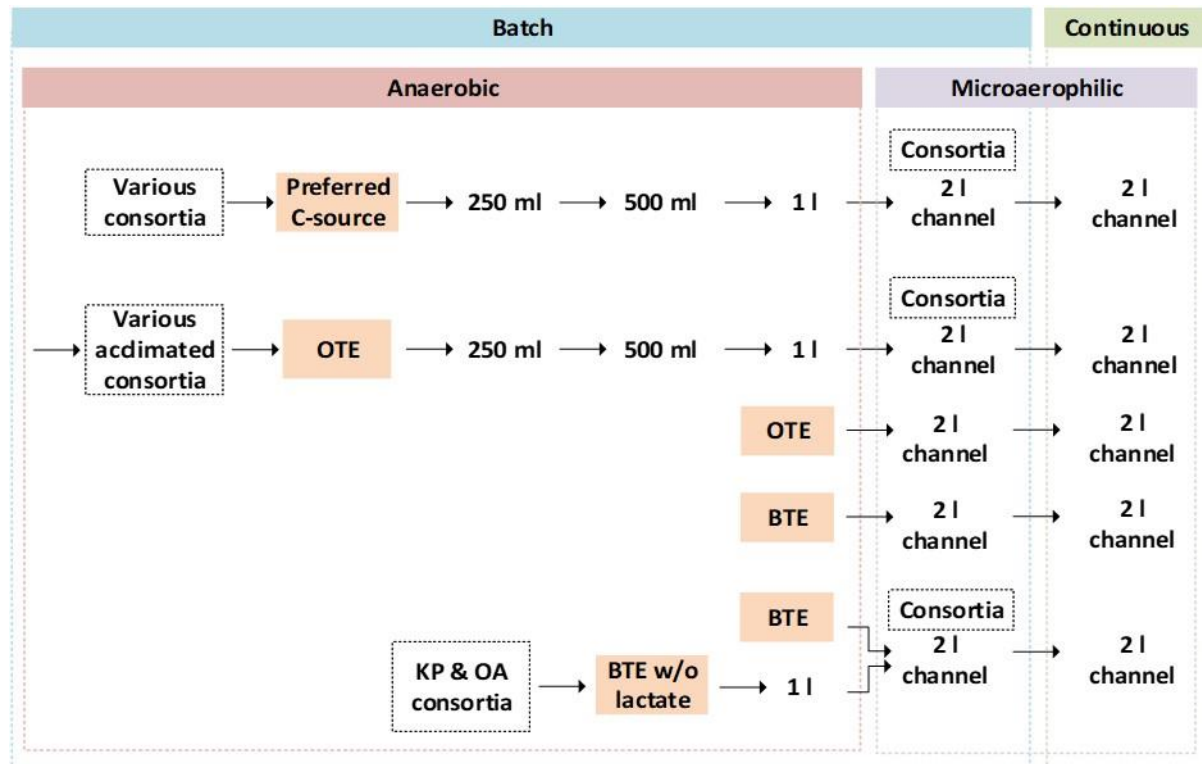 Batch
Continuous
Anaerobic
Microaerophilic
Various
consortia
Preferred
C-source
250 ml
500 ml
1 l
Consortia
2 l
channel
2 l
channel
Various
acdimated
consortia
OTE
250 ml
500 ml
1 l
Consortia
2 l
channel
2 l
channel
OTE
2 l
channel
2 l
channel
BTE
2 l
channel
2 l
channel
BTE
Consortia
2 l
channel
2 l
channel
KP & OA
consortia
BTE w/o
lactate
1 l